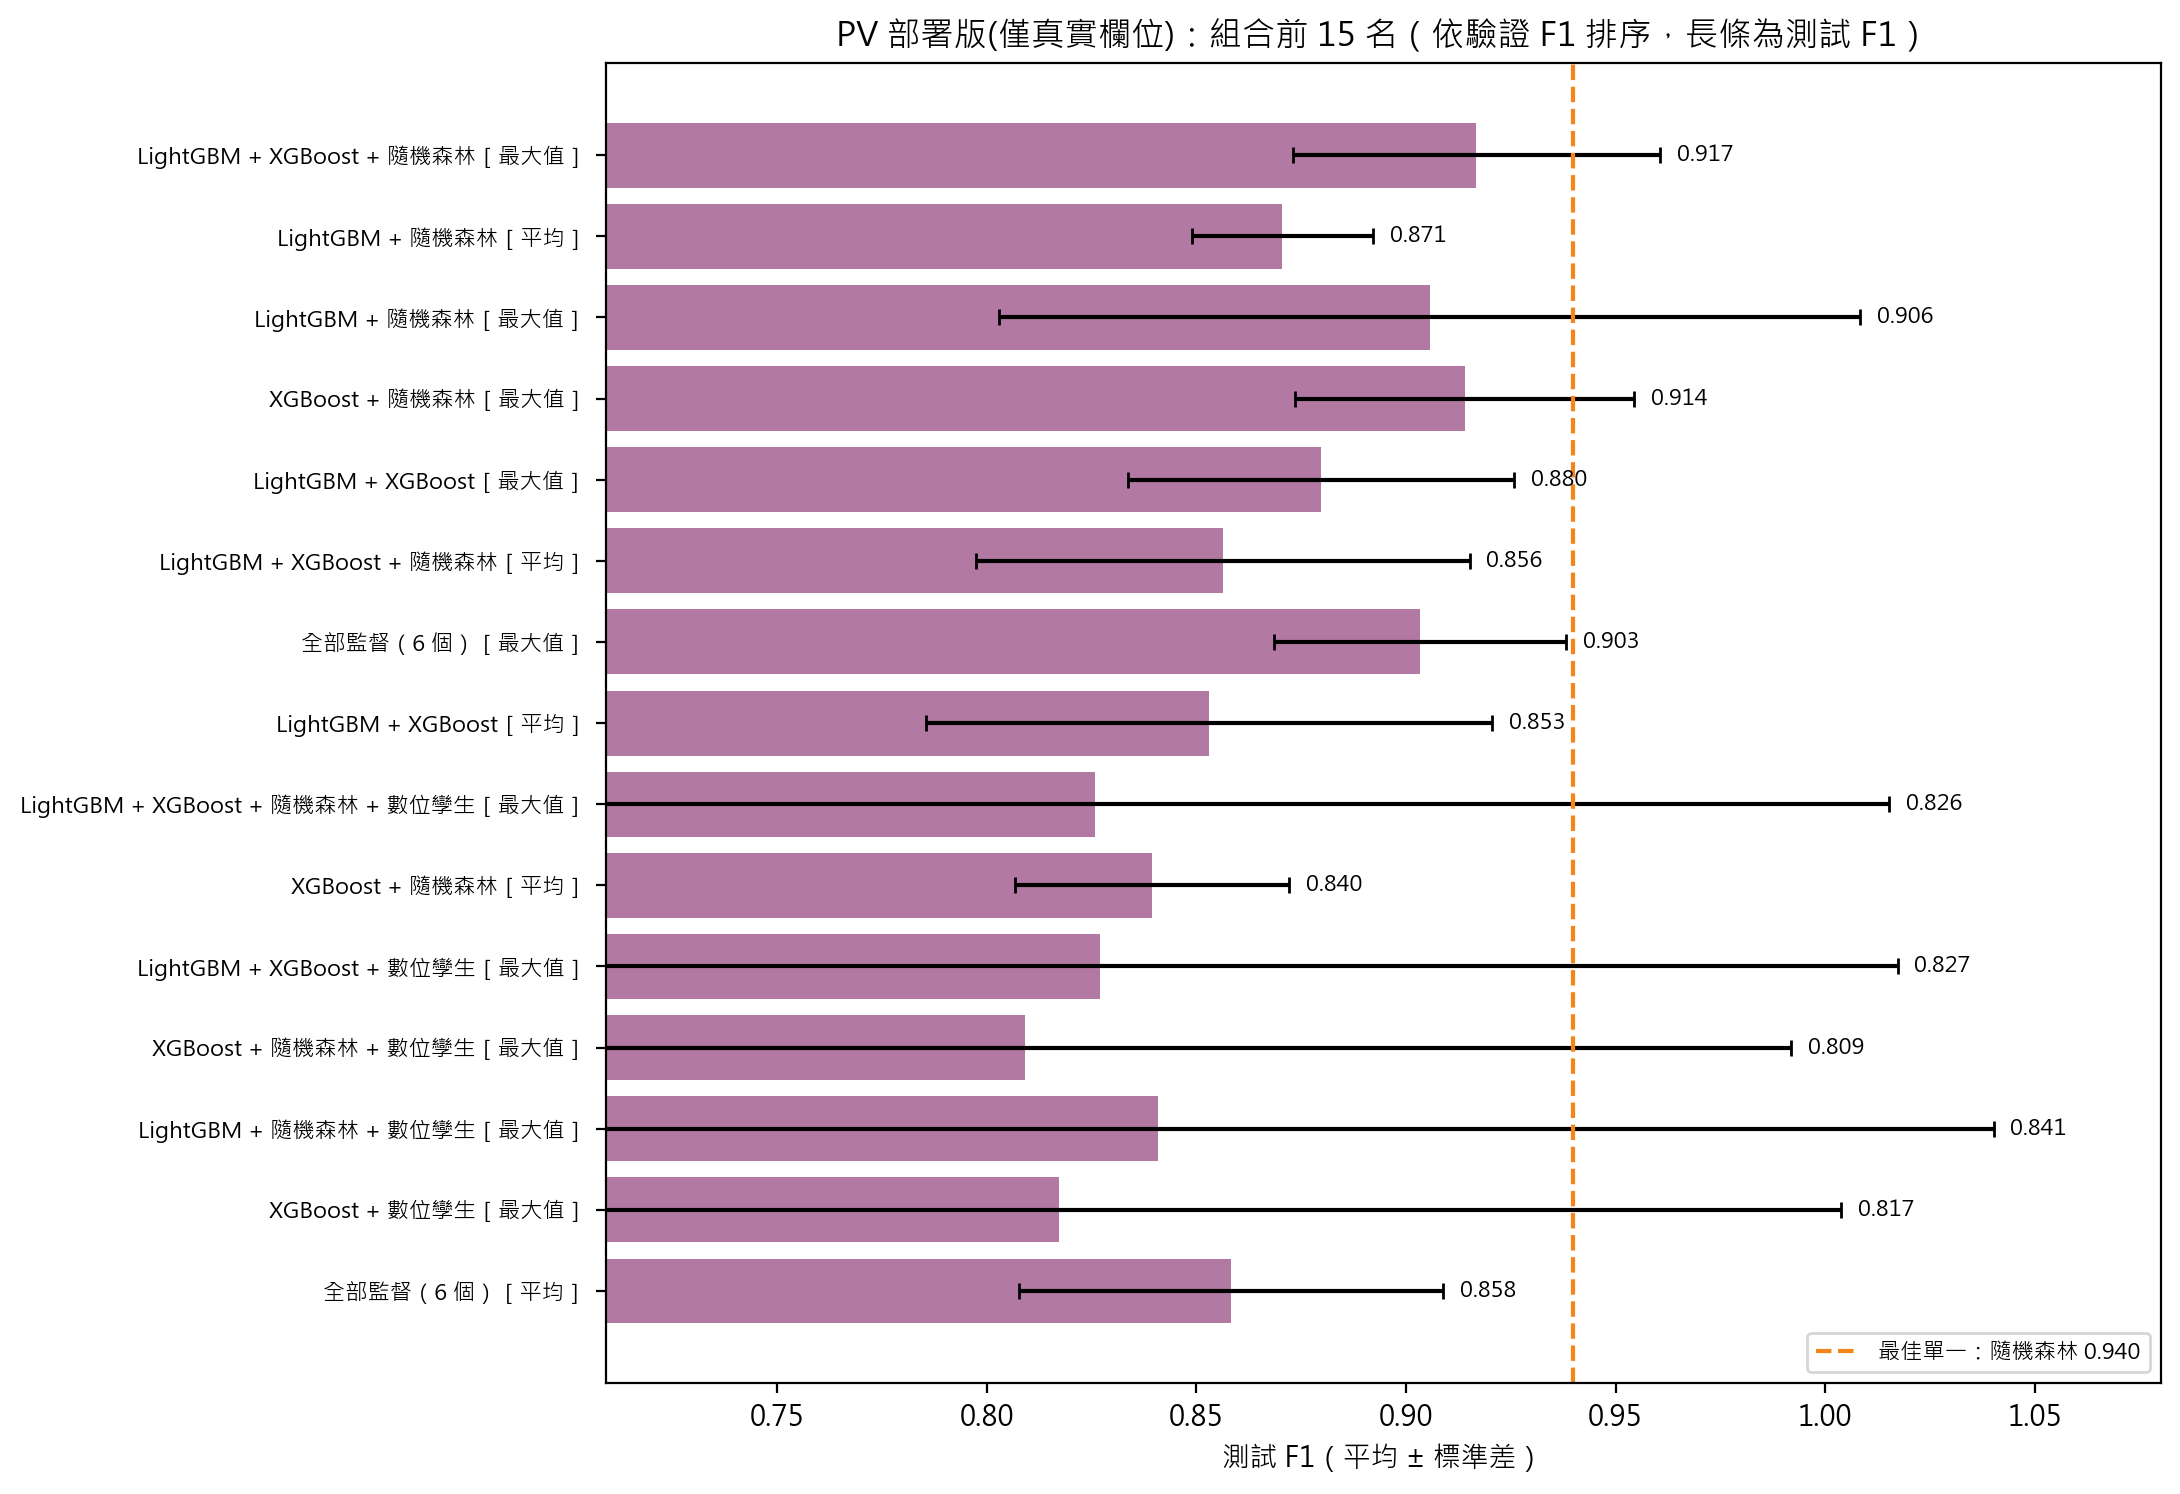 PV 部署版(僅真實欄位)：組合前 15 名（依驗證 F1 排序，長條為測試 F1）
LightGBM + XGBoost + 隨機森林［最大值］ 0.917
LightGBM + 隨機森林［平均］ 0.871
LightGBM + 隨機森林［最大值］ 0.906
XGBoost + 隨機森林［最大值］ 0.914
LightGBM + XGBoost［最大值］ 0.880
LightGBM + XGBoost + 隨機森林［平均］ 0.856
全部監督（6 個）［最大值］ 0.903
LightGBM + XGBoost［平均］ 0.853
LightGBM + XGBoost + 隨機森林 + 數位孿生［最大值］ 0.826
XGBoost + 隨機森林［平均］ 0.840
LightGBM + XGBoost + 數位孿生［最大值］ 0.827
XGBoost + 隨機森林 + 數位孿生［最大值］ 0.809
LightGBM + 隨機森林 + 數位孿生［最大值］ 0.841
XGBoost + 數位孿生［最大值］ 0.817
全部監督（6 個）［平均］ 0.858
最佳單一：隨機森林 0.940
0.75 0.80 0.85 0.90 0.95 1.00 1.05
測試 F1（平均 ± 標準差）